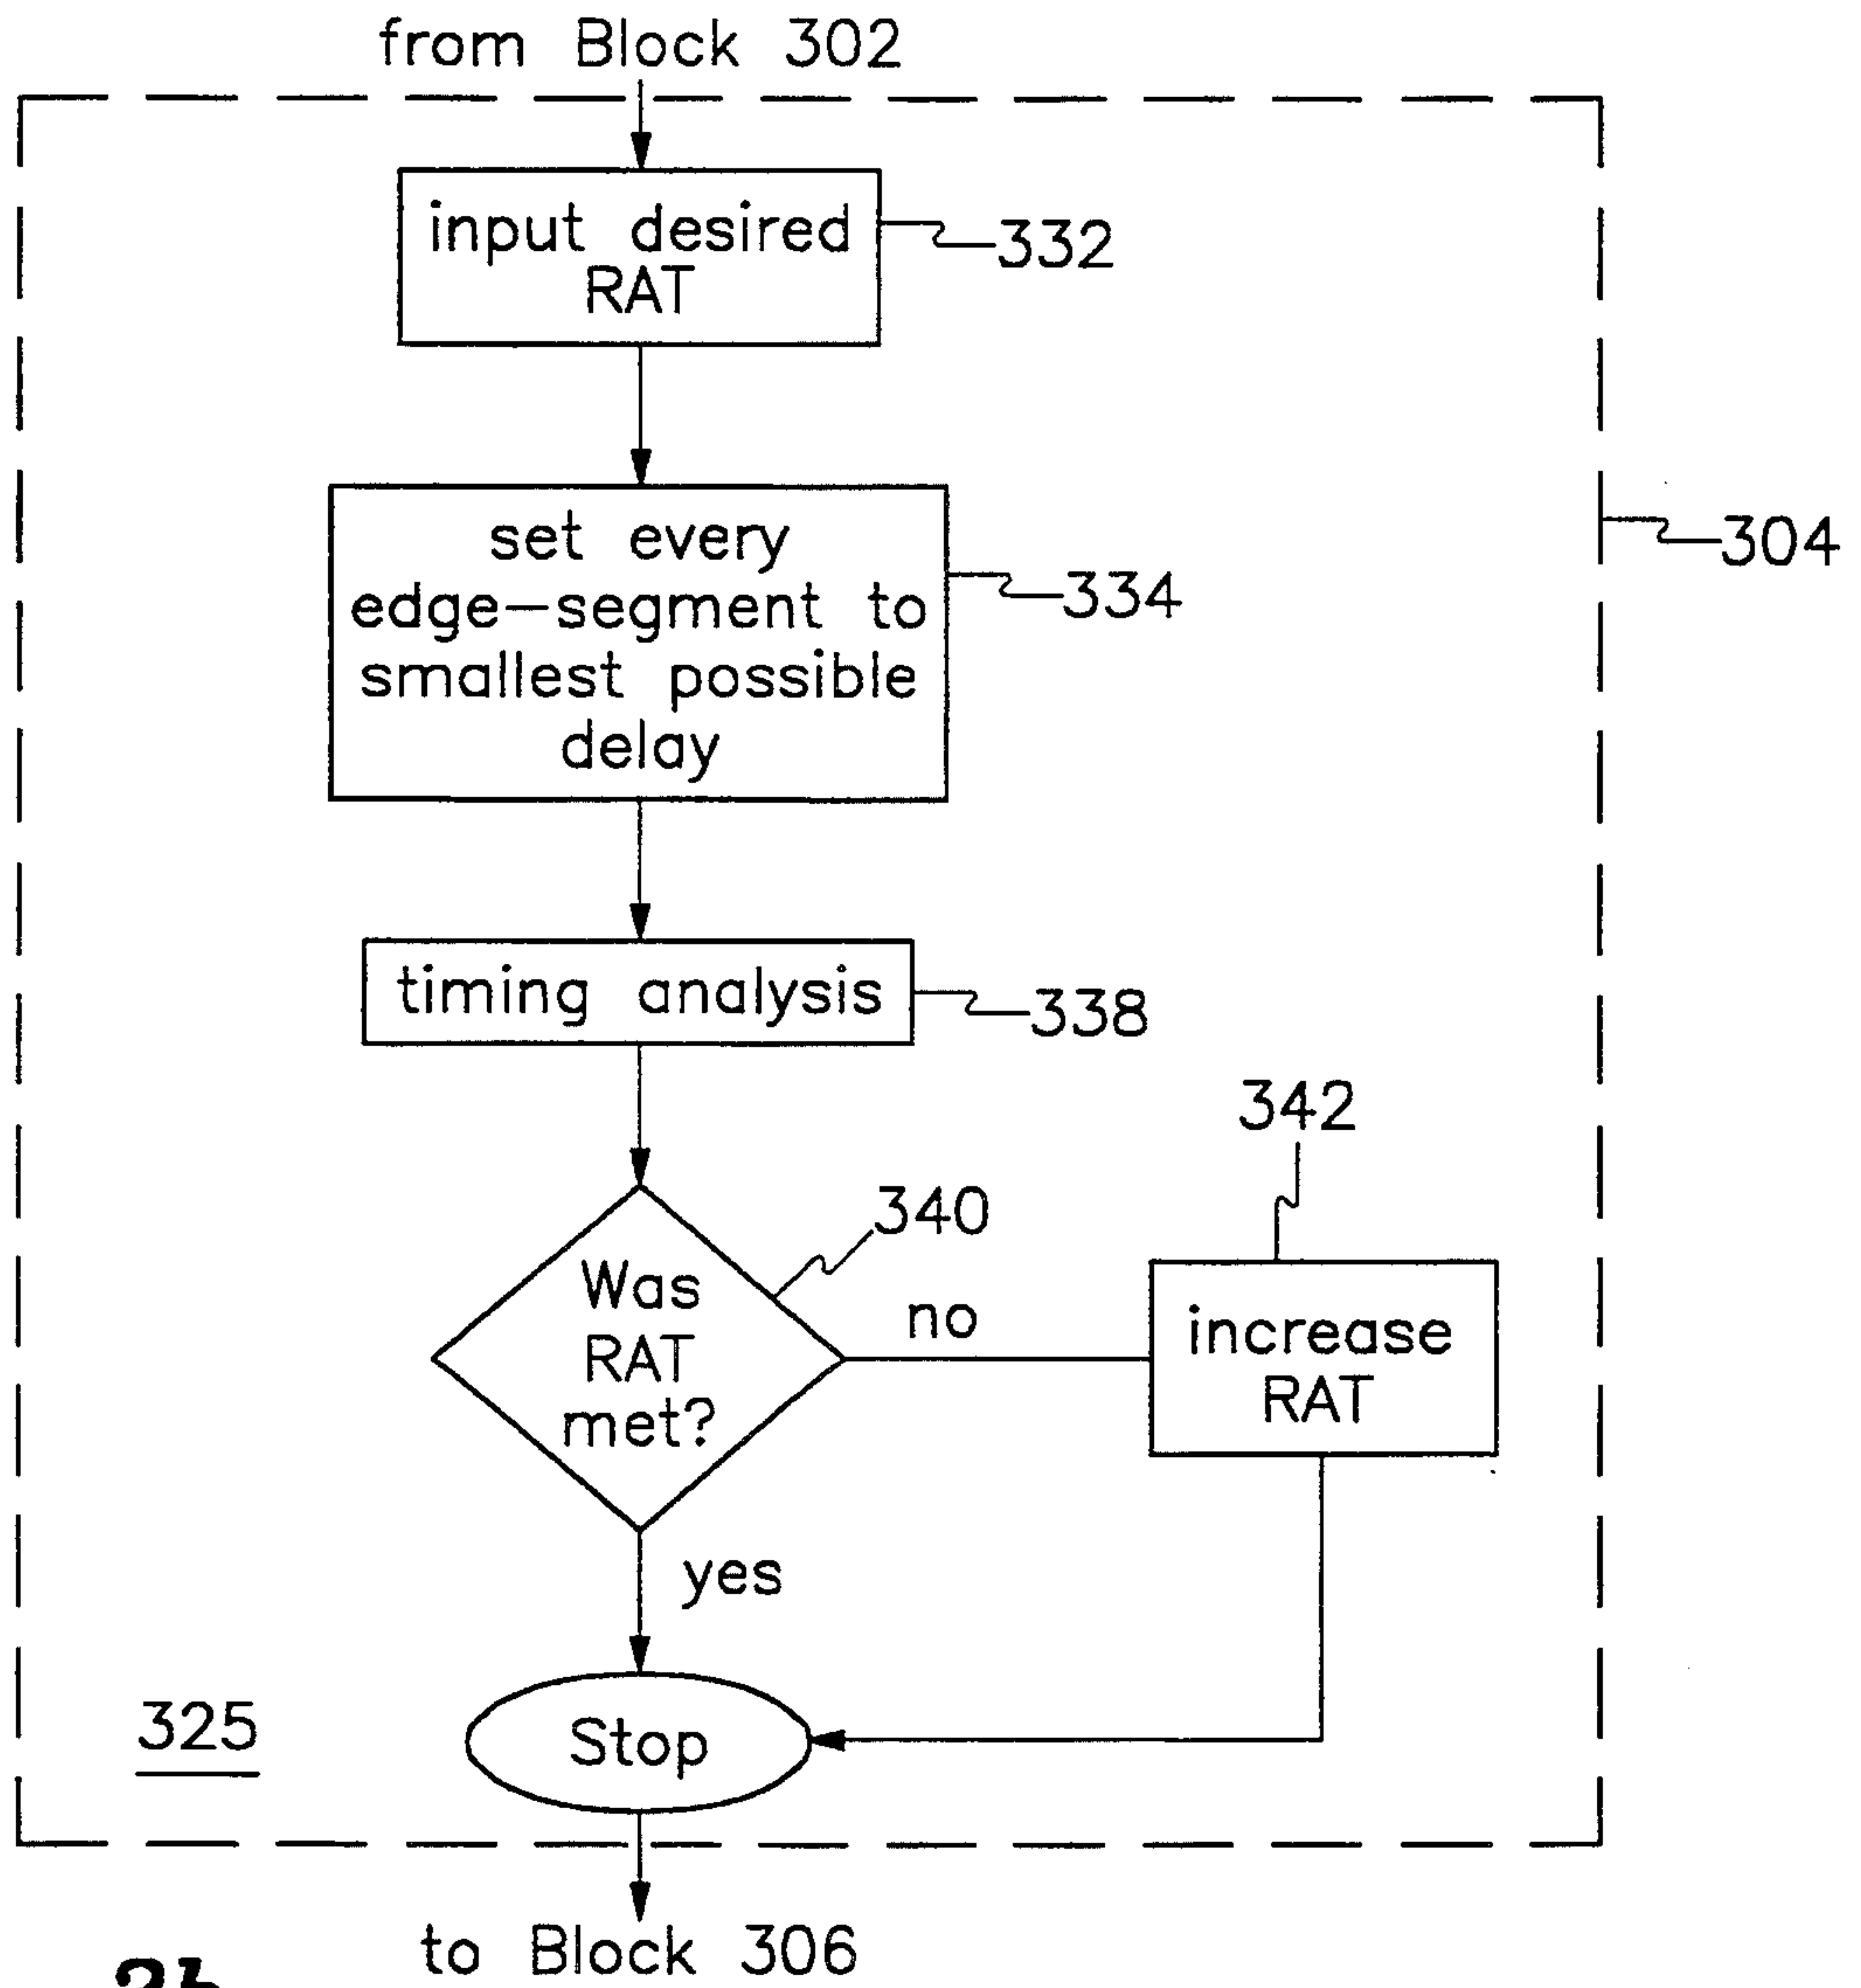 from Block 302
input desired
RAT
332
set every
edge-segment to
smallest possible
delay
334
304
timing analysis
338
342
340
Was
RAT
met?
no
increase
RAT
yes
325
Stop
to Block 306